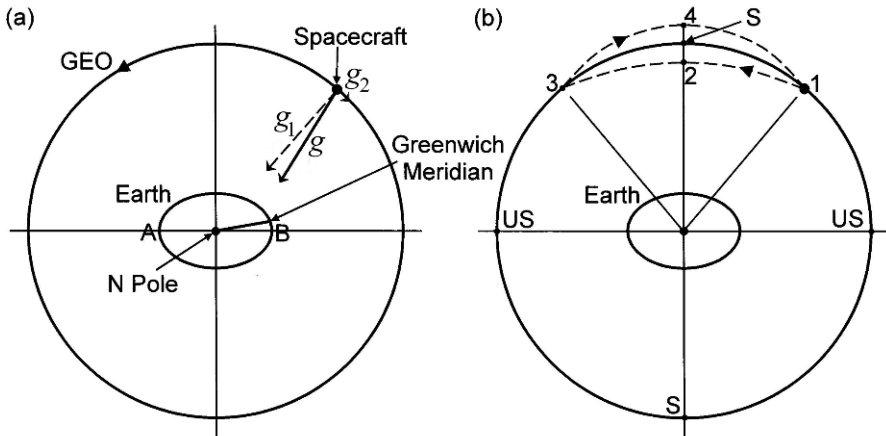 (a)
GEO
Spacecraft
g2
g1
g
Greenwich
Meridian
Earth
A
B
N Pole
(b)
4
S
3
2
1
Earth
US
US
S